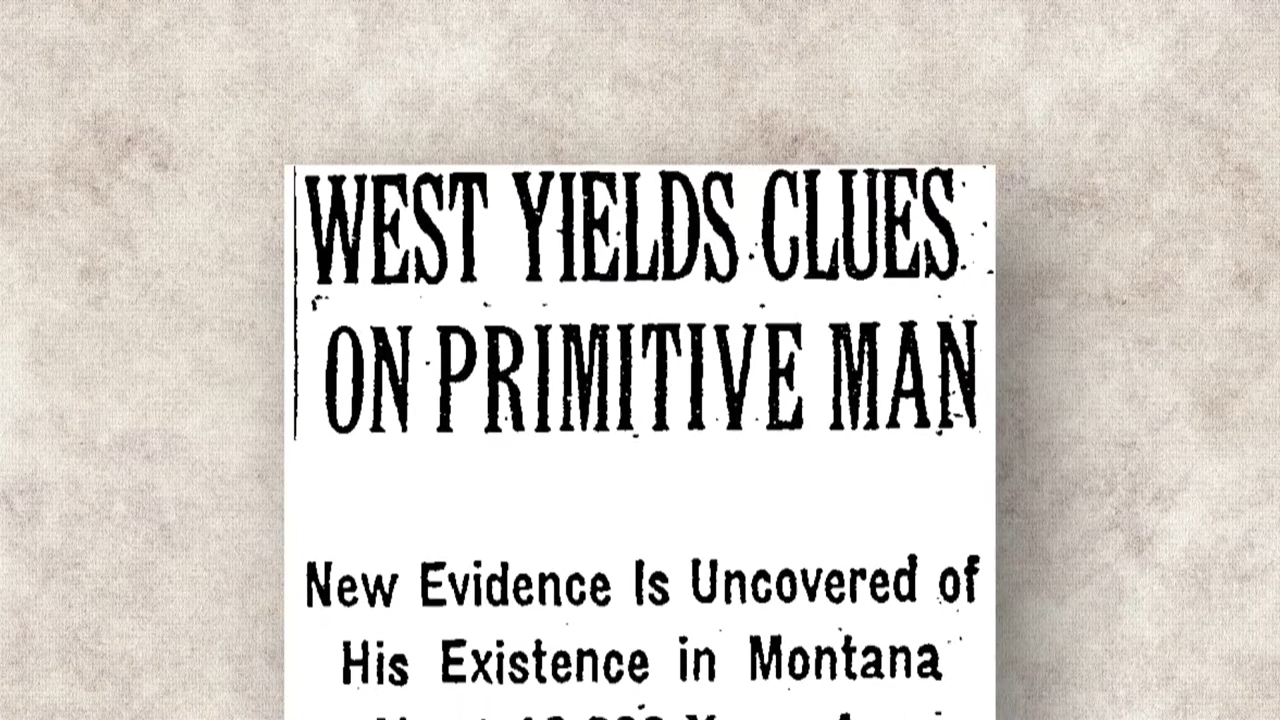 WEST YIELDS CLUES
ON PRIMITIVE MAN
New Evidence Is Uncovered of
His Existence in Montana